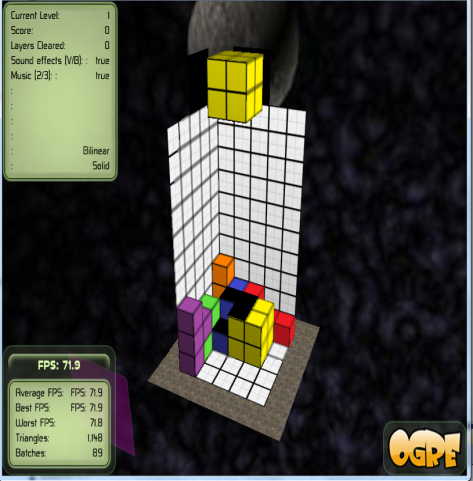 Current Level: 1
Score: 0
Layers Cleared: 0
Sound effects (V/B): : true
Music (2/3): : true
:
:
:
:
: Bilinear
: Solid
FPS: 71.9
Average FPS: FPS: 71.9
Best FPS: FPS: 71.9
Worst FPS: 71.8
Triangles: 1,148
Batches: 89
OGRE